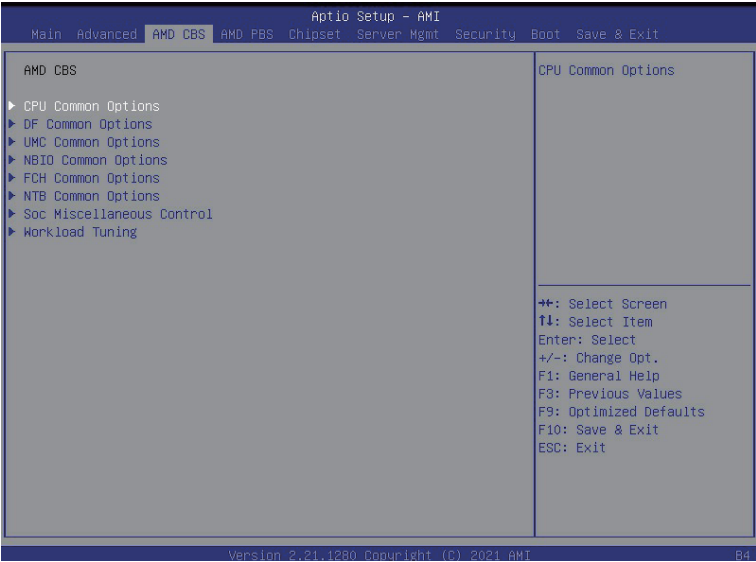 Aptio Setup - AMI
Main Advanced AMD CBS AMD PBS Chipset Server Mgmt Security Boot Save & Exit
AMD CBS
CPU Common Options
DF Common Options
UMC Common Options
NBIO Common Options
FCH Common Options
NTB Common Options
Soc Miscellaneous Control
Workload Tuning
CPU Common Options
→←: Select Screen
↑↓: Select Item
Enter: Select
+/-: Change Opt.
F1: General Help
F3: Previous Values
F9: Optimized Defaults
F10: Save & Exit
ESC: Exit
Version 2.21.1280 Copyright (C) 2021 AMI
B4